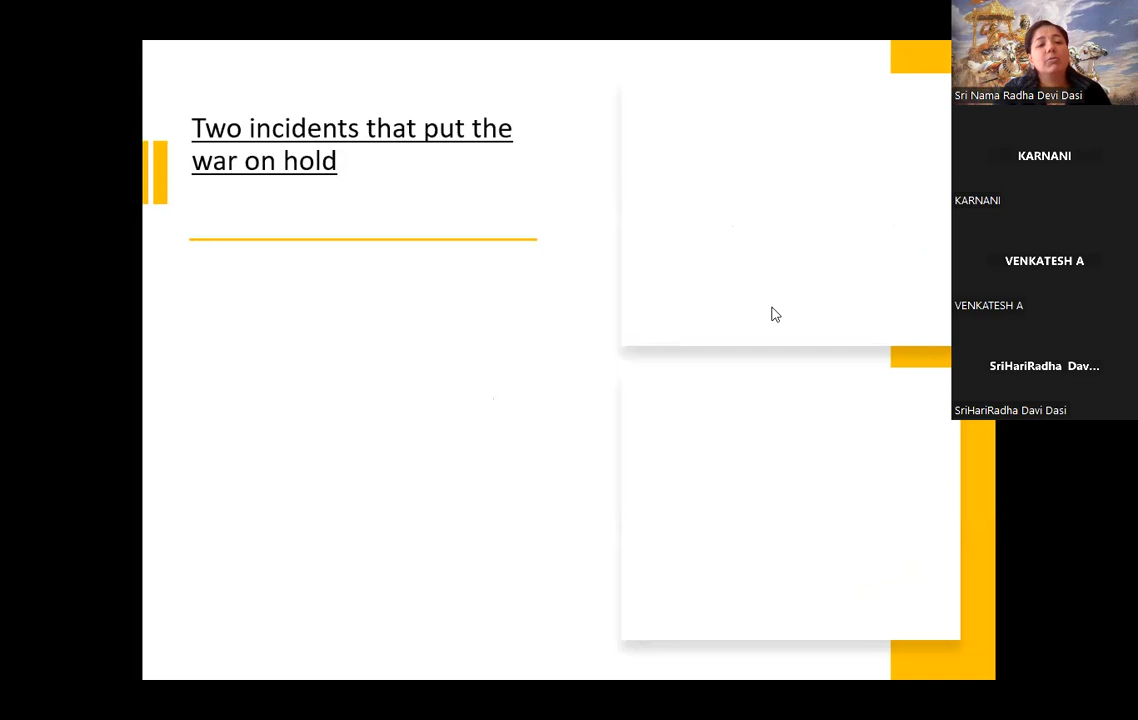 Two incidents that put the
war on hold
Sri Nama Radha Devi Dasi
KARNANI
KARNANI
VENKATESH A
VENKATESH A
SriHariRadha Dav...
SriHariRadha Davi Dasi